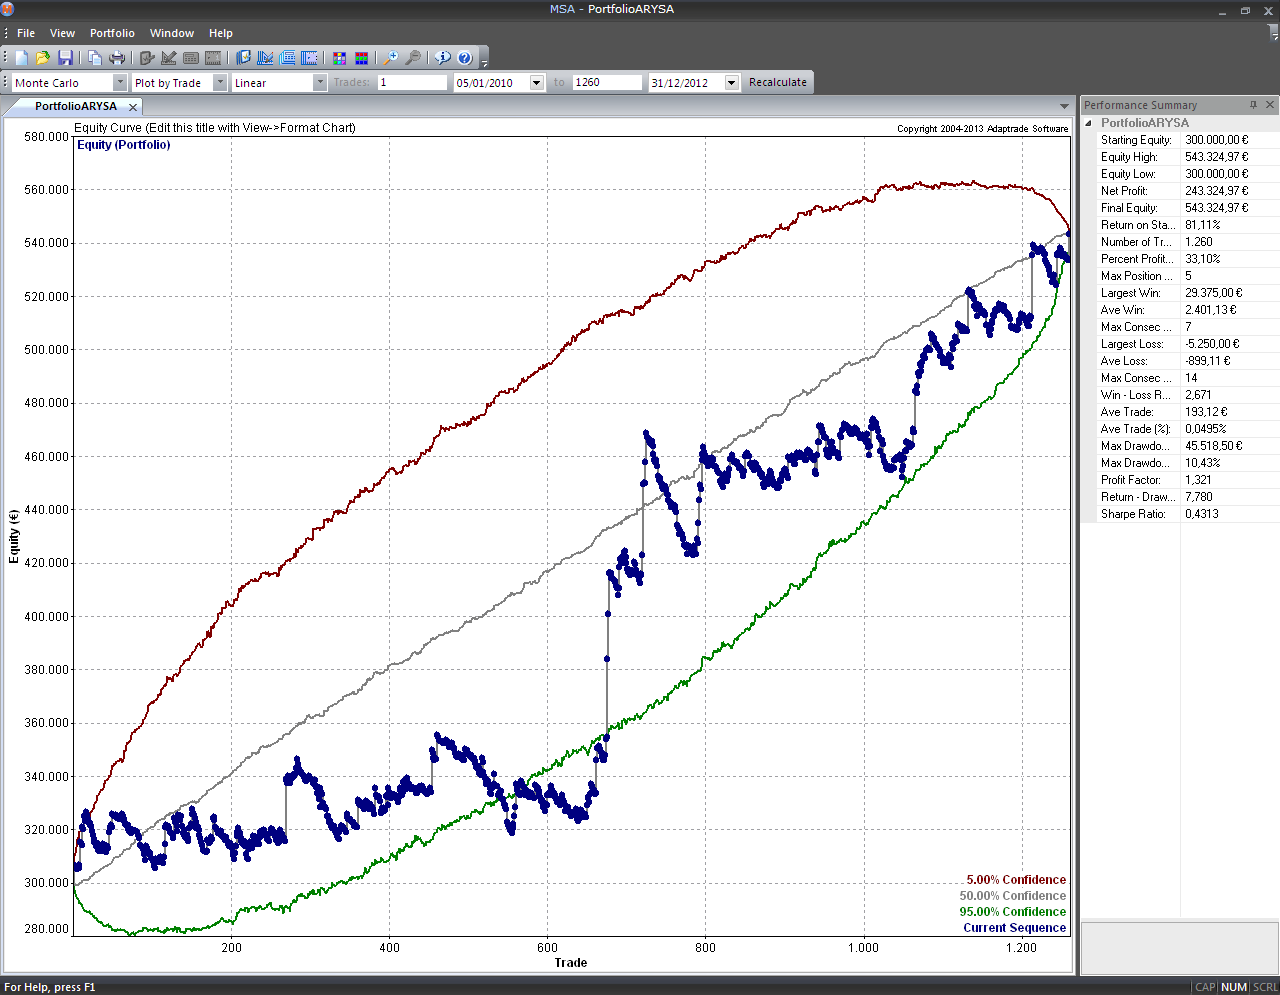 MSA - PortfolioARYSA
File View Portfolio Window Help
Monte Carlo Plot by Trade Linear Trades: 1 05/01/2010 to 1260 31/12/2012 Recalculate
PortfolioARYSA
Equity Curve (Edit this title with View->Format Chart)
Copyright 2004-2013 Adaptrade Software
Equity (Portfolio)
580.000
560.000
540.000
520.000
500.000
480.000
460.000
440.000
420.000
400.000
380.000
360.000
340.000
320.000
300.000
280.000
Equity (€)
5.00% Confidence
50.00% Confidence
95.00% Confidence
Current Sequence
200 400 600 800 1.000 1.200
Trade
Performance Summary
PortfolioARYSA
Starting Equity: 300.000,00 €
Equity High: 543.324,97 €
Equity Low: 300.000,00 €
Net Profit: 243.324,97 €
Final Equity: 543.324,97 €
Return on Sta... 81,11%
Number of Tr... 1.260
Percent Profit... 33,10%
Max Position ... 5
Largest Win: 29.375,00 €
Ave Win: 2.401,13 €
Max Consec ... 7
Largest Loss: -5.250,00 €
Ave Loss: -899,11 €
Max Consec ... 14
Win - Loss R... 2,671
Ave Trade: 193,12 €
Ave Trade (%): 0,0495%
Max Drawdo... 45.518,50 €
Max Drawdo... 10,43%
Profit Factor: 1,321
Return - Draw... 7,780
Sharpe Ratio: 0,4313
For Help, press F1
CAP NUM SCRL